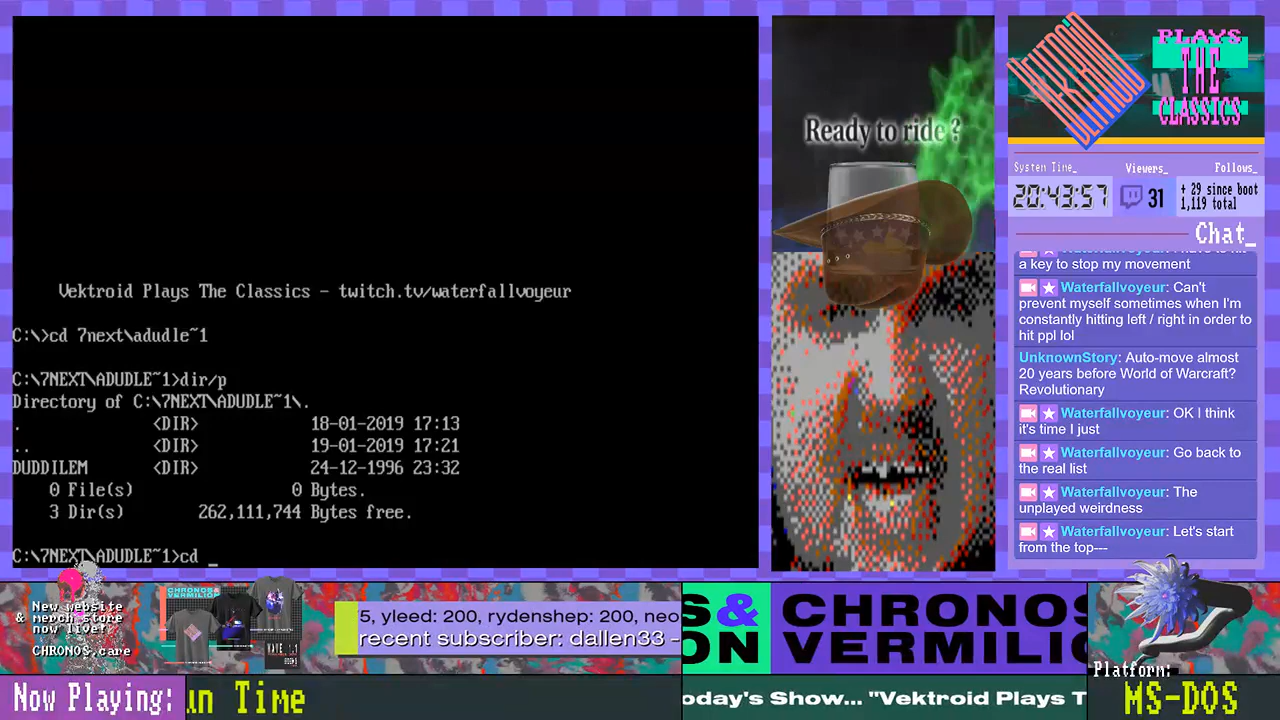 Vektroid Plays The Classics - twitch.tv/waterfallvoyeur
C:\>cd 7next\adudle~1
C:\7NEXT\ADUDLE~1>dir/p
Directory of C:\7NEXT\ADUDLE~1\.
. <DIR> 18-01-2019 17:13
.. <DIR> 19-01-2019 17:21
DUDDILEM <DIR> 24-12-1996 23:32
0 File(s) 0 Bytes.
3 Dir(s) 262,111,744 Bytes free.
C:\7NEXT\ADUDLE~1>cd _
Ready to ride ?
PLAYS
THE
CLASSICS
System Time_ Viewers_ Follows_
20:43:57 31 + 29 since boot
1,119 total
Chat_
a key to stop my movement
Waterfallvoyeur: Can't
prevent myself sometimes when I'm
constantly hitting left / right in order to
hit ppl lol
UnknownStory: Auto-move almost
20 years before World of Warcraft?
Revolutionary
Waterfallvoyeur: OK I think
it's time I just
Waterfallvoyeur: Go back to
the real list
Waterfallvoyeur: The
unplayed weirdness
Waterfallvoyeur: Let's start
from the top---
New website
& merch store
now live!
CHRONOS.care
5, yleed: 200, rydenshep: 200, neo
recent subscriber: dallen33 -
S& CHRONOS
ON VERMILIO
Platform:
MS-DOS
Now Playing: un Time
oday's Show... "Vektroid Plays T